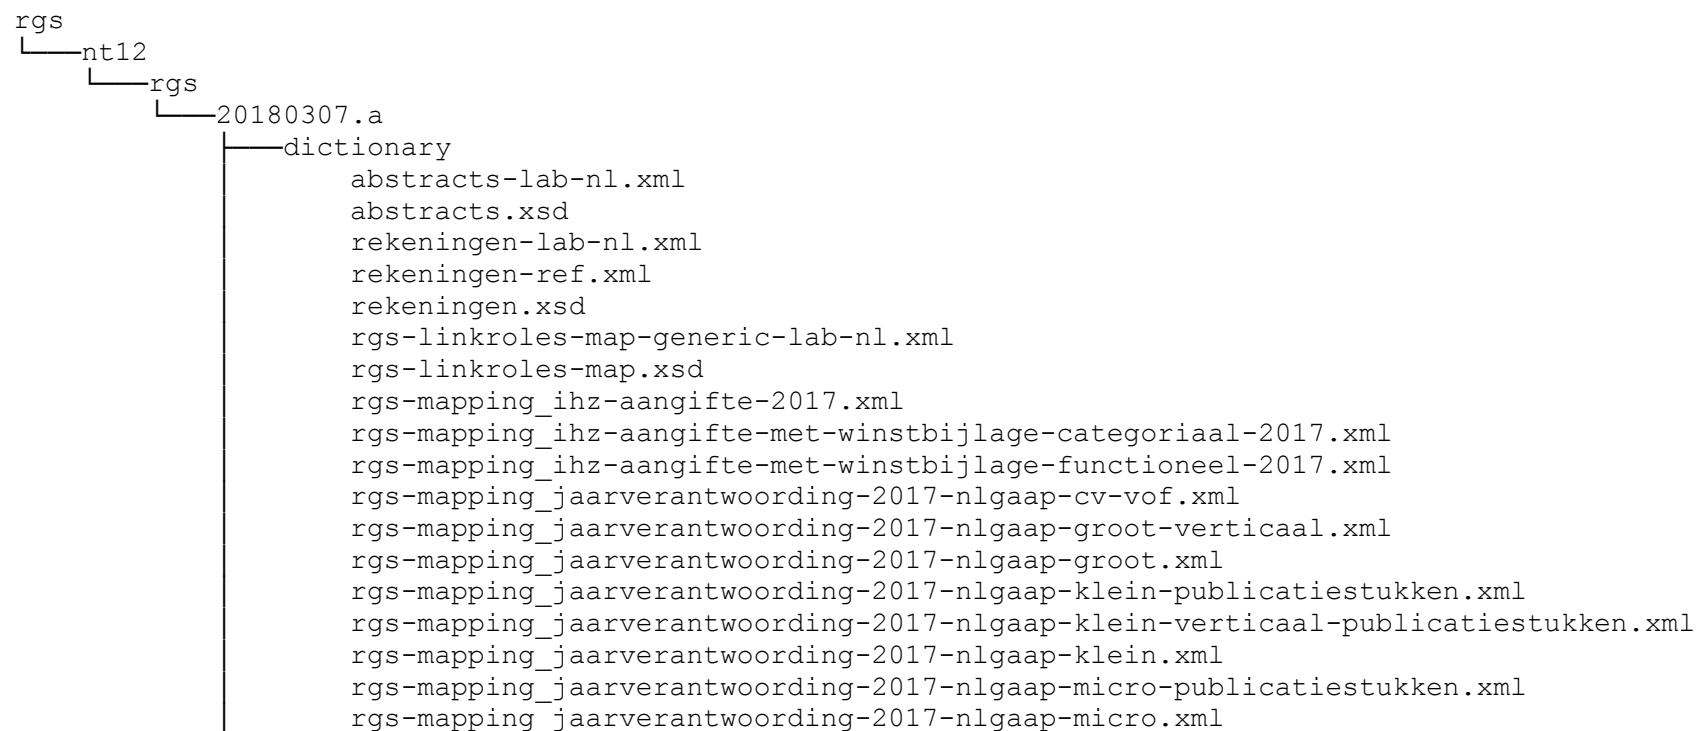 rgs
└───nt12
└───rgs
└───20180307.a
├───dictionary
│ abstracts-lab-nl.xml
│ abstracts.xsd
│ rekeningen-lab-nl.xml
│ rekeningen-ref.xml
│ rekeningen.xsd
│ rgs-linkroles-map-generic-lab-nl.xml
│ rgs-linkroles-map.xsd
│ rgs-mapping_ihz-aangifte-2017.xml
│ rgs-mapping_ihz-aangifte-met-winstbijlage-categoriaal-2017.xml
│ rgs-mapping_ihz-aangifte-met-winstbijlage-functioneel-2017.xml
│ rgs-mapping_jaarverantwoording-2017-nlgaap-cv-vof.xml
│ rgs-mapping_jaarverantwoording-2017-nlgaap-groot-verticaal.xml
│ rgs-mapping_jaarverantwoording-2017-nlgaap-groot.xml
│ rgs-mapping_jaarverantwoording-2017-nlgaap-klein-publicatiestukken.xml
│ rgs-mapping_jaarverantwoording-2017-nlgaap-klein-verticaal-publicatiestukken.xml
│ rgs-mapping_jaarverantwoording-2017-nlgaap-klein.xml
│ rgs-mapping_jaarverantwoording-2017-nlgaap-micro-publicatiestukken.xml
│ rgs-mapping_jaarverantwoording-2017-nlgaap-micro.xml